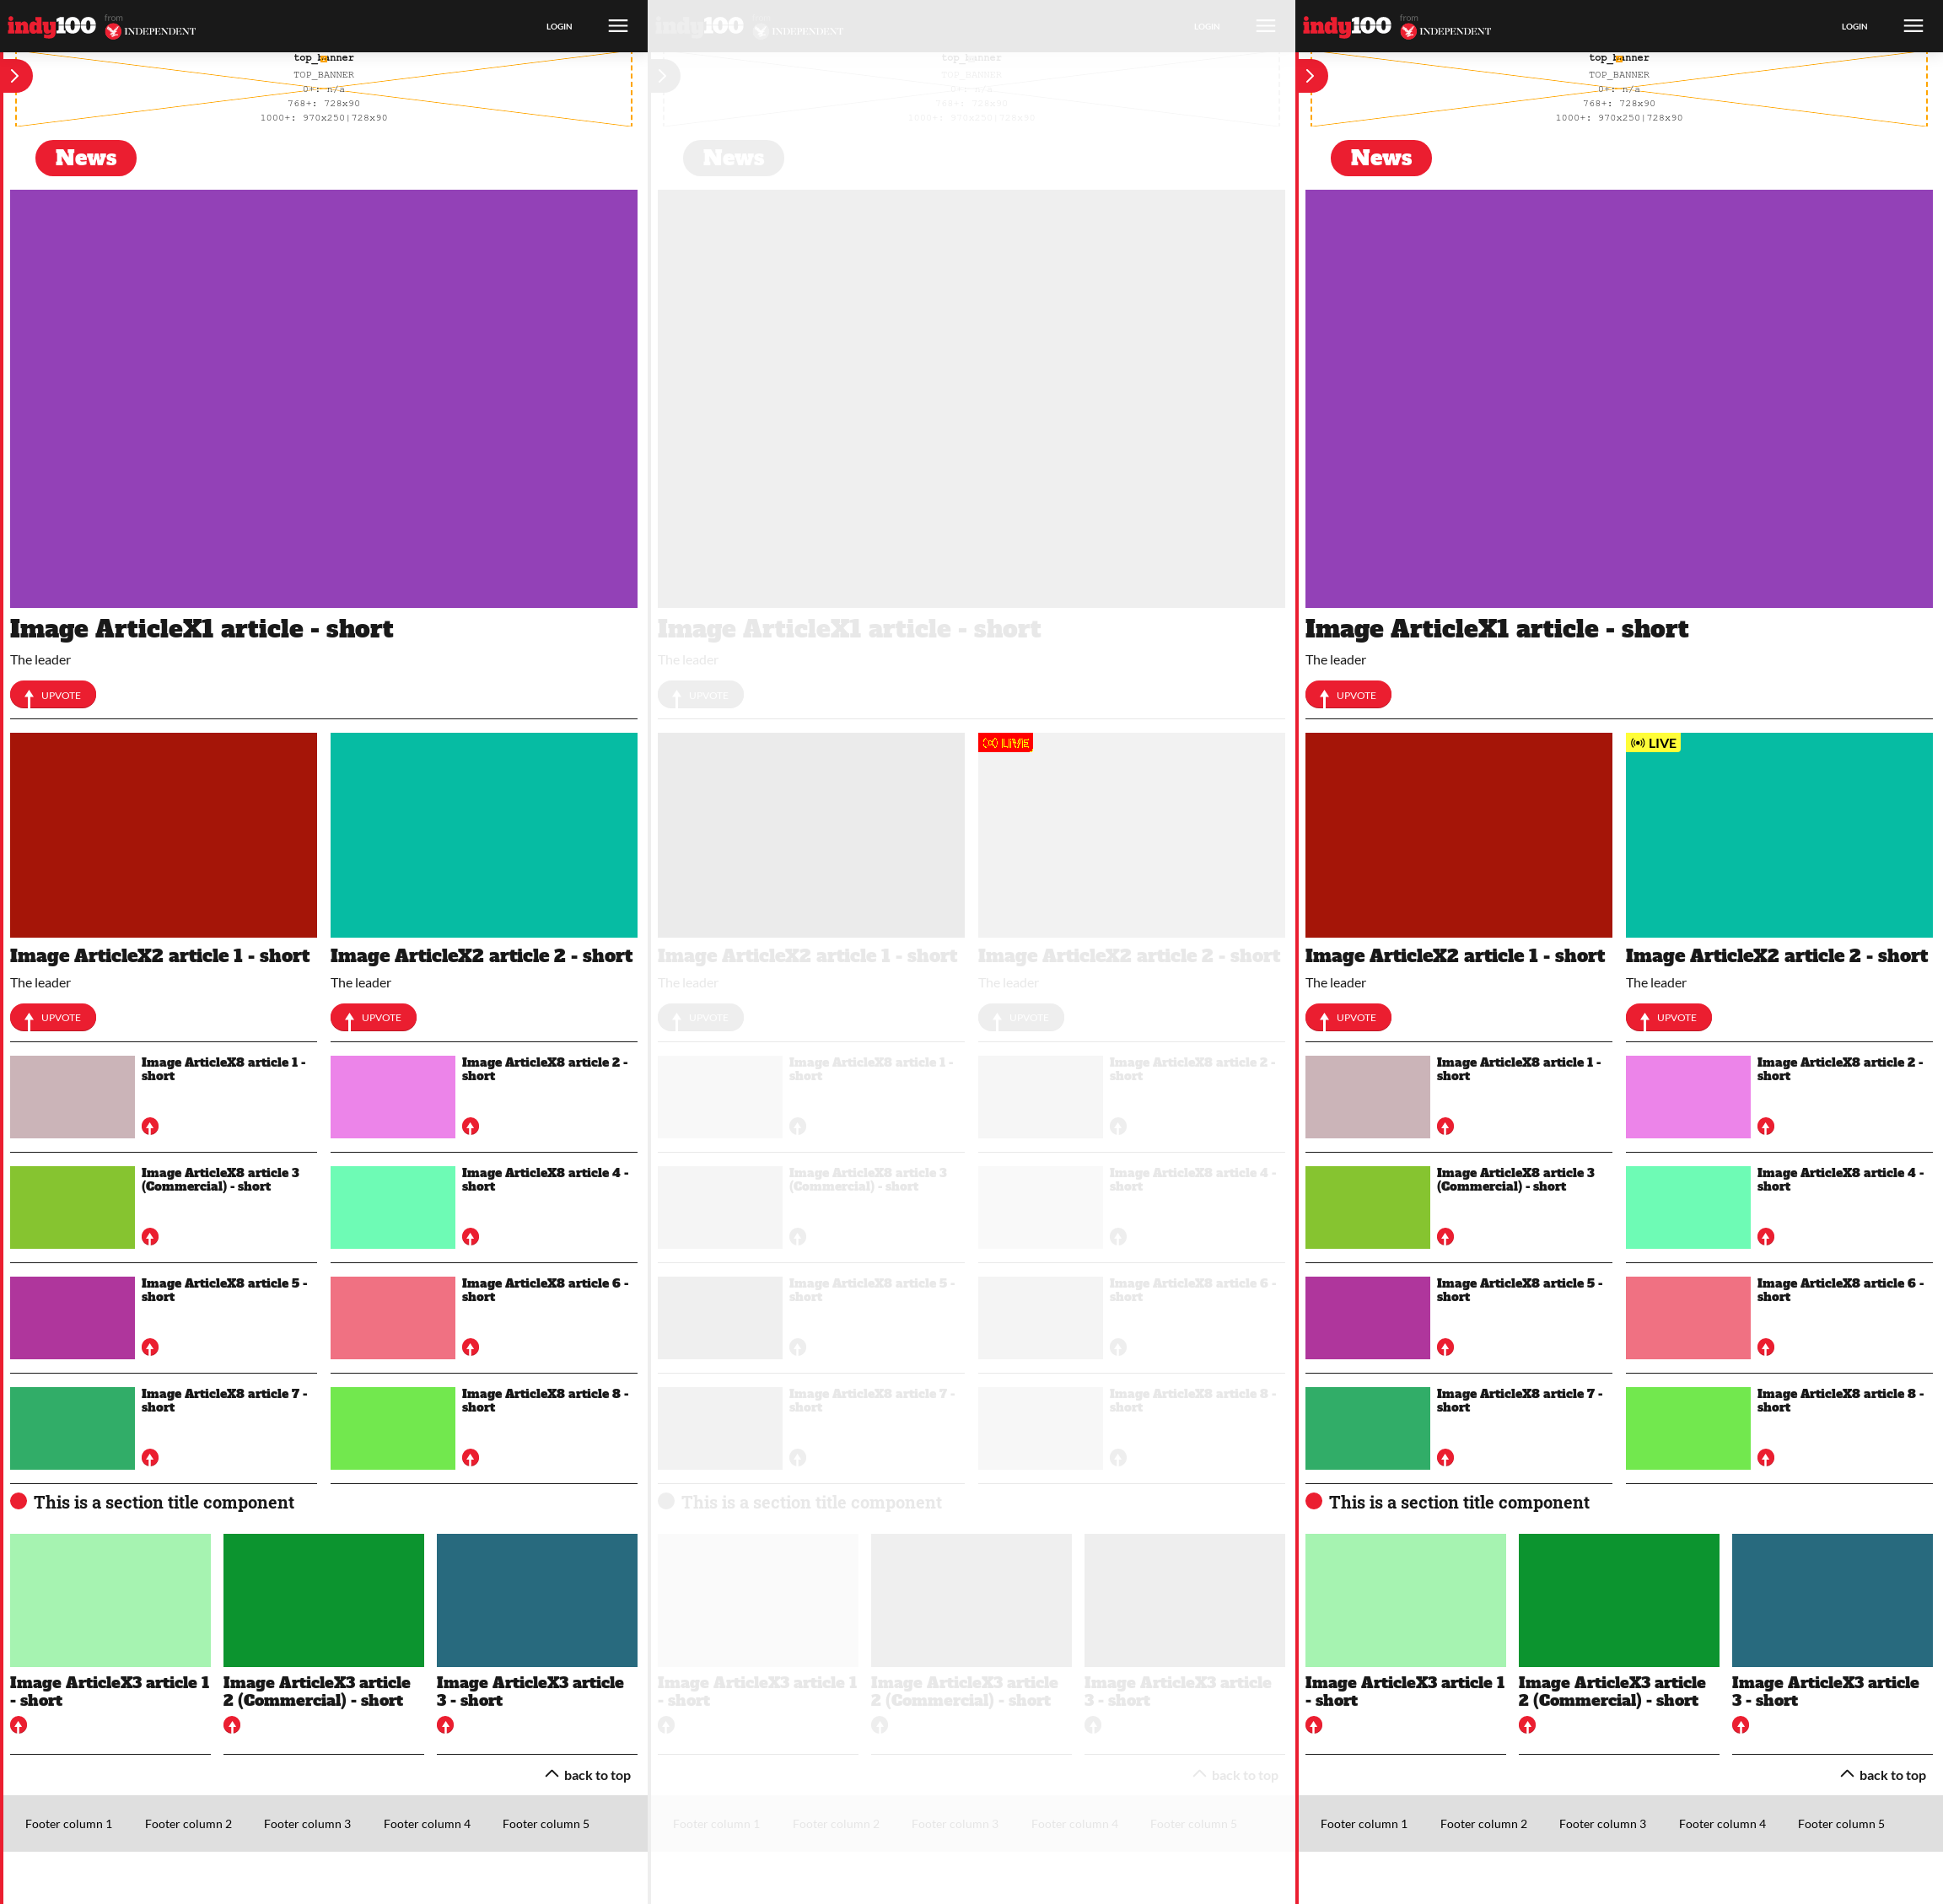 indy100 from INDEPENDENT LOGIN
top_banner
TOP_BANNER
0+: n/a
768+: 728x90
1000+: 970x250|728x90
News
Image ArticleX1 article - short
The leader
UPVOTE
Image ArticleX2 article 1 - short
The leader
UPVOTE
Image ArticleX2 article 2 - short
The leader
UPVOTE
Image ArticleX8 article 1 -
short
Image ArticleX8 article 2 -
short
Image ArticleX8 article 3
(Commercial) - short
Image ArticleX8 article 4 -
short
Image ArticleX8 article 5 -
short
Image ArticleX8 article 6 -
short
Image ArticleX8 article 7 -
short
Image ArticleX8 article 8 -
short
This is a section title component
Image ArticleX3 article 1
- short
Image ArticleX3 article
2 (Commercial) - short
Image ArticleX3 article
3 - short
back to top
Footer column 1 Footer column 2 Footer column 3 Footer column 4 Footer column 5
indy100 INDEPENDENT LOGIN
top_banner
TOP_BANNER
0+: n/a
768+: 728x90
1000+: 970x250|728x90
News
Image ArticleX1 article - short
The leader
UPVOTE
Image ArticleX2 article 1 - short
The leader
UPVOTE
LIVE
Image ArticleX2 article 2 - short
The leader
UPVOTE
Image ArticleX8 article 1 -
short
Image ArticleX8 article 2 -
short
Image ArticleX8 article 3
(Commercial) - short
Image ArticleX8 article 4 -
short
Image ArticleX8 article 5 -
short
Image ArticleX8 article 6 -
short
Image ArticleX8 article 7 -
short
Image ArticleX8 article 8 -
short
This is a section title component
Image ArticleX3 article 1
- short
Image ArticleX3 article
2 (Commercial) - short
Image ArticleX3 article
3 - short
back to top
Footer column 1 Footer column 2 Footer column 3 Footer column 4 Footer column 5
indy100 from INDEPENDENT LOGIN
top_banner
TOP_BANNER
0+: n/a
768+: 728x90
1000+: 970x250|728x90
News
Image ArticleX1 article - short
The leader
UPVOTE
Image ArticleX2 article 1 - short
The leader
UPVOTE
LIVE
Image ArticleX2 article 2 - short
The leader
UPVOTE
Image ArticleX8 article 1 -
short
Image ArticleX8 article 2 -
short
Image ArticleX8 article 3
(Commercial) - short
Image ArticleX8 article 4 -
short
Image ArticleX8 article 5 -
short
Image ArticleX8 article 6 -
short
Image ArticleX8 article 7 -
short
Image ArticleX8 article 8 -
short
This is a section title component
Image ArticleX3 article 1
- short
Image ArticleX3 article
2 (Commercial) - short
Image ArticleX3 article
3 - short
back to top
Footer column 1 Footer column 2 Footer column 3 Footer column 4 Footer column 5